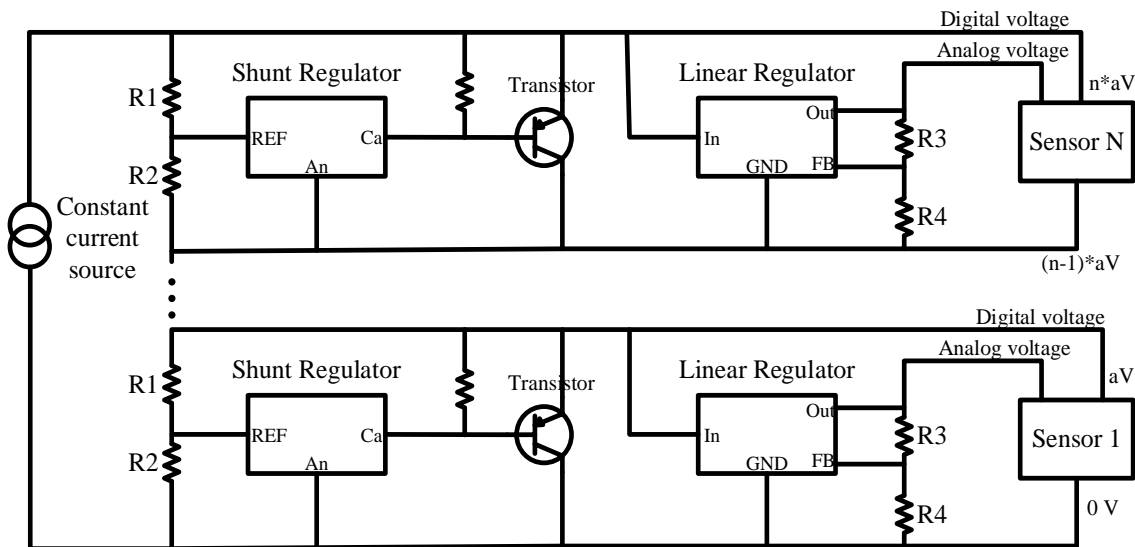 Digital voltage
Analog voltage
Shunt Regulator
Transistor
Linear Regulator
n*aV
R1
Out
REF
Ca
In
R3
Sensor N
An
GND
FB
R2
R4
Constant
current
source
(n-1)*aV
Digital voltage
Analog voltage
Shunt Regulator
Transistor
Linear Regulator
aV
R1
Out
REF
Ca
In
R3
Sensor 1
An
GND
FB
R2
R4
0 V